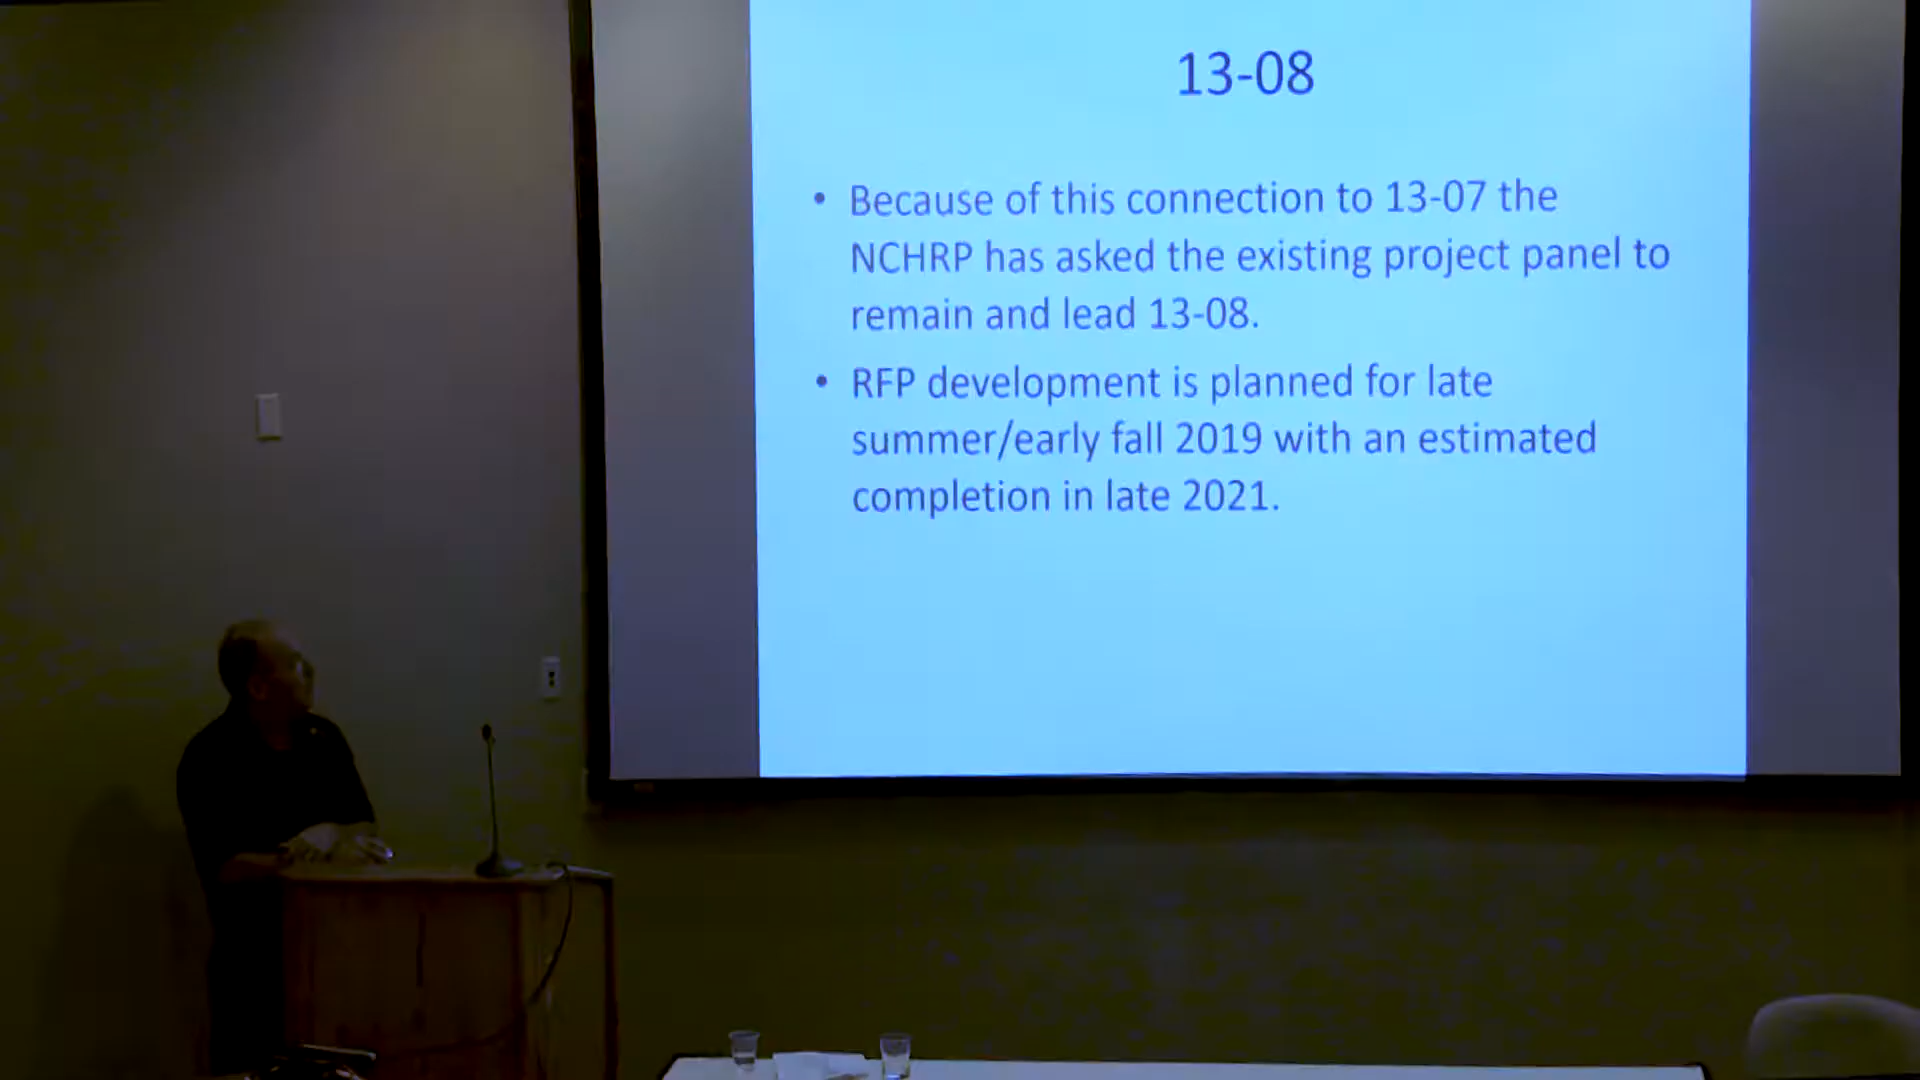 13-08
• Because of this connection to 13-07 the
NCHRP has asked the existing project panel to
remain and lead 13-08.
• RFP development is planned for late
summer/early fall 2019 with an estimated
completion in late 2021.